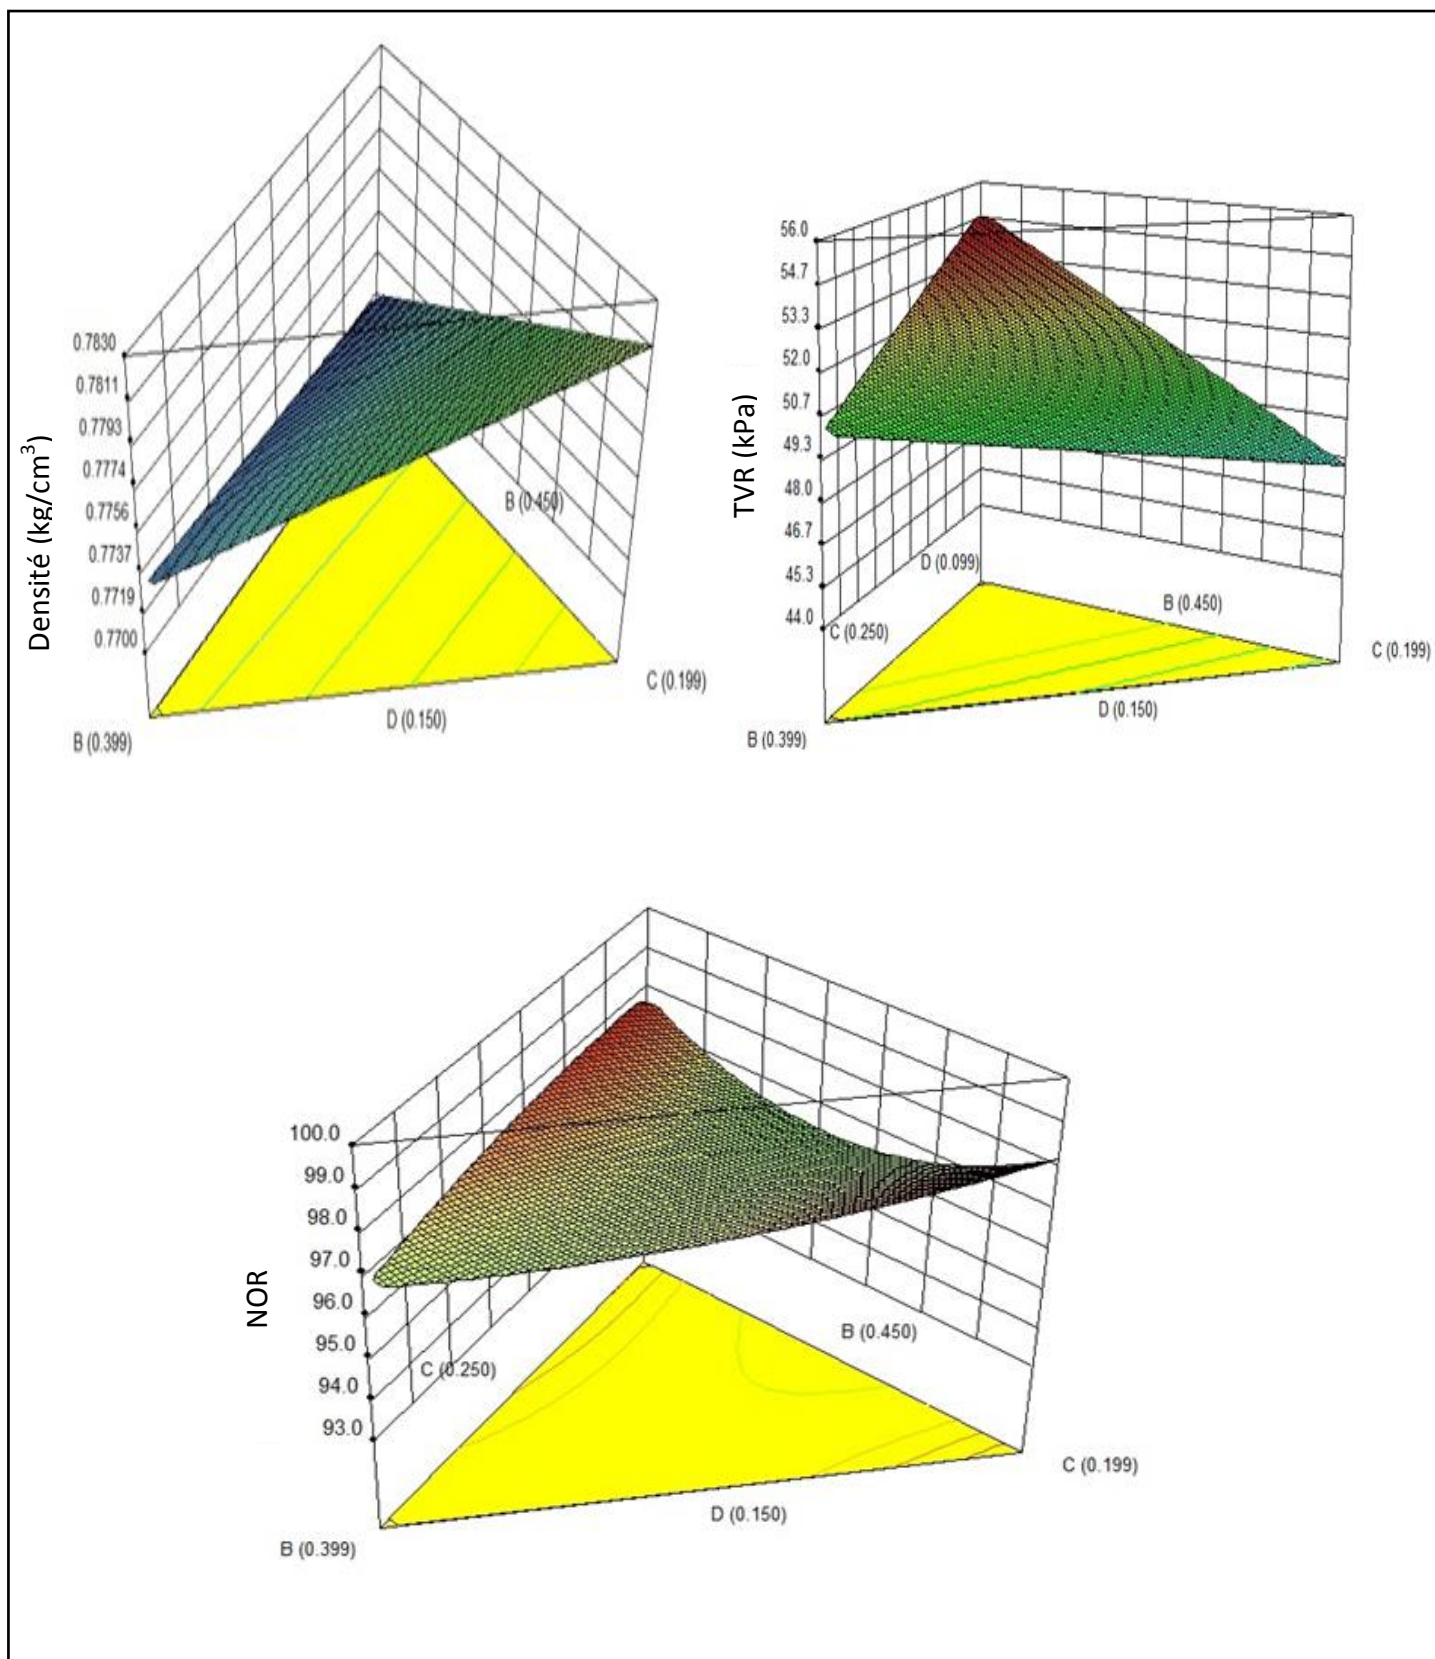 Densité (kg/cm³)
0.7830
0.7811
0.7793
0.7774
0.7756
0.7737
0.7719
0.7700
B (0.450)
C (0.199)
D (0.150)
B (0.399)
TVR (kPa)
56.0
54.7
53.3
52.0
50.7
49.3
48.0
46.7
45.3
44.0
D (0.099)
B (0.450)
C (0.250)
C (0.199)
D (0.150)
B (0.399)
NOR
100.0
99.0
98.0
97.0
96.0
95.0
94.0
93.0
B (0.450)
C (0.250)
C (0.199)
D (0.150)
B (0.399)